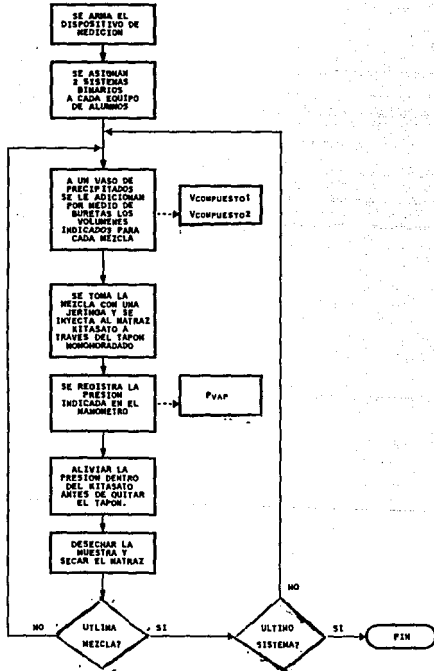 SE ARMA EL
DISPOSITIVO DE
MEDICION
SE ASIGNAN
2 SISTEMAS
BINARIOS
A CADA EQUIPO
DE ALUMNOS
A UN VASO DE
PRECIPITADOS
SE LE ADICIONAN
POR MEDIO DE
BURETAS LOS
VOLUMENES
INDICADOS PARA
CADA MEZCLA
VCOMPUESTO1
VCOMPUESTO2
SE TOMA LA
MEZCLA CON UNA
JERINGA Y SE
INYECTA AL MATRAZ
KITASATO A
TRAVES DEL TAPON
MONOHORADADO
SE REGISTRA LA
PRESION
INDICADA EN EL
MANOMETRO
PVAP
ALIVIAR LA
PRESION DENTRO
DEL KITASATO
ANTES DE QUITAR
EL TAPON.
DESECHAR LA
MUESTRA Y
SECAR EL MATRAZ
NO
UTLIMA
MEZCLA?
SI
NO
ULTIMO
SISTEMA?
SI
FIN